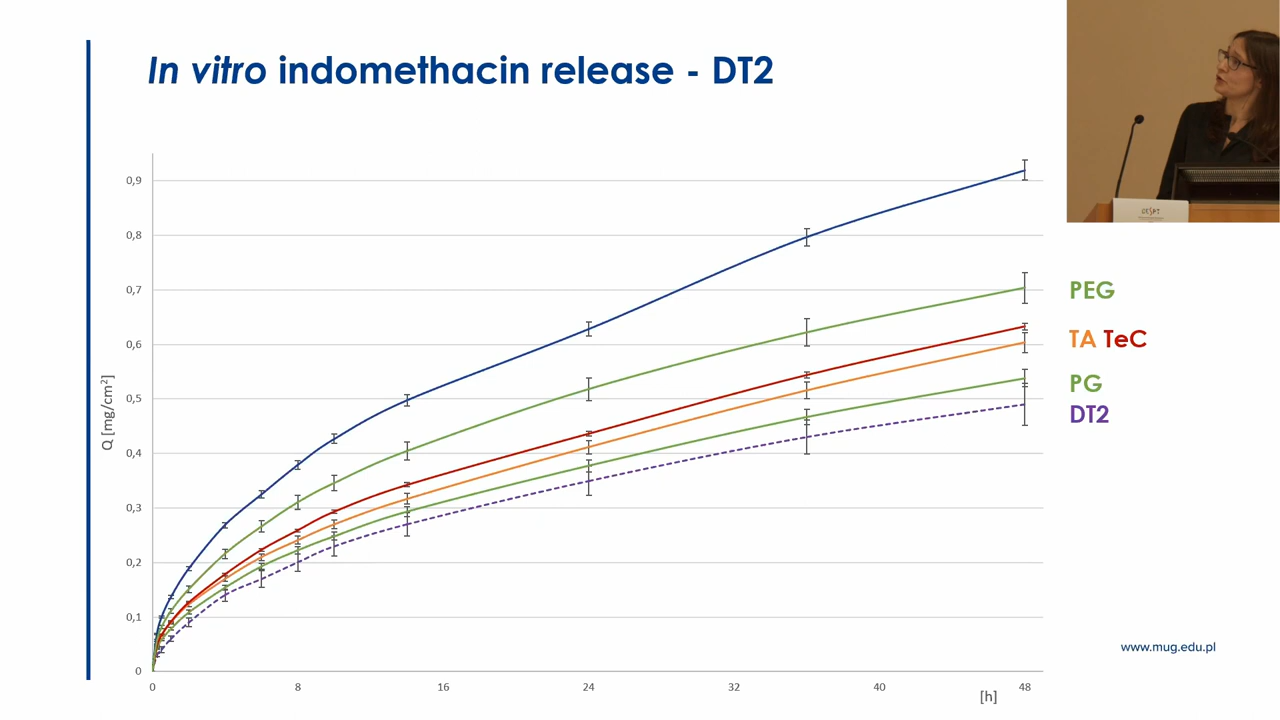 In vitro indomethacin release - DT2
0,9
0,8
0,7
0,6
0,5
0,4
0,3
0,2
0,1
0
Q [mg/cm²]
0 8 16 24 32 40 48
[h]
PEG
TA TeC
PG
DT2
www.mug.edu.pl